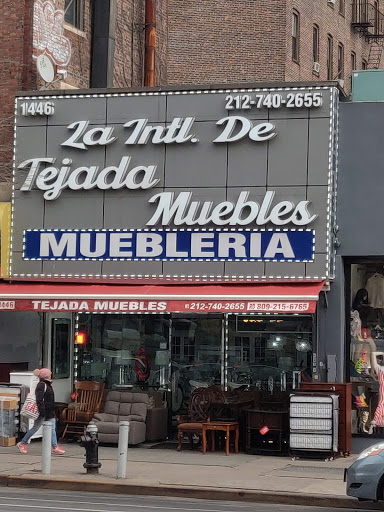 1446
212-740-2655
La Intl. De
Tejada
Muebles
MUEBLERIA
1446
TEJADA MUEBLES
212-740-2655
809-215-6765